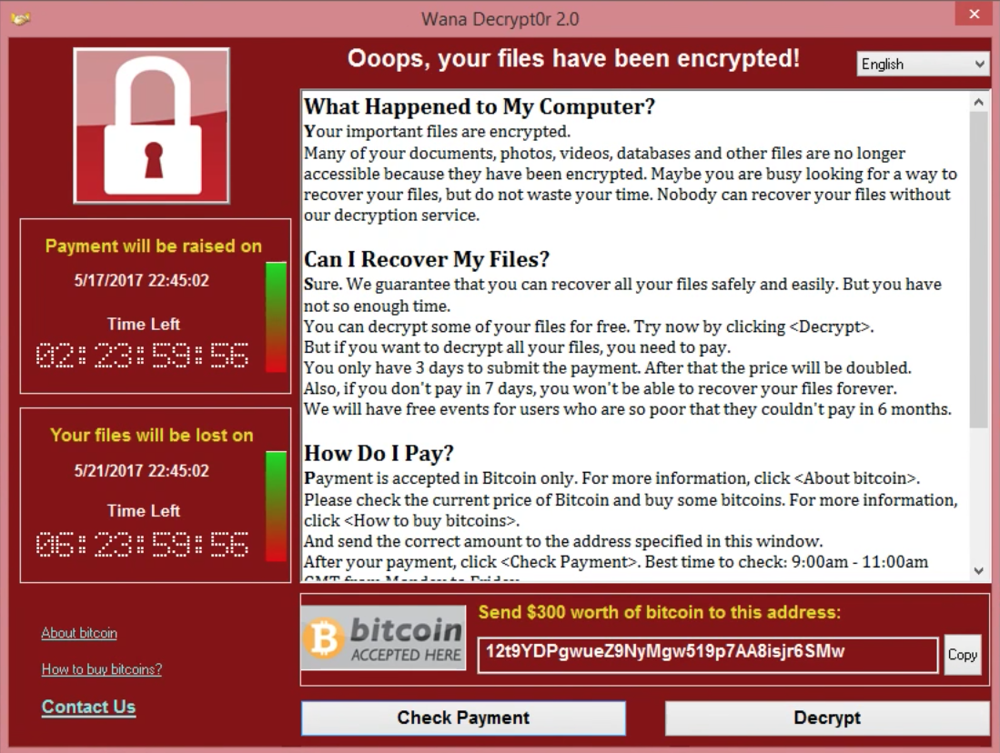 Wana Decrypt0r 2.0
Ooops, your files have been encrypted!
English
What Happened to My Computer?
Your important files are encrypted.
Many of your documents, photos, videos, databases and other files are no longer
accessible because they have been encrypted. Maybe you are busy looking for a way to
recover your files, but do not waste your time. Nobody can recover your files without
our decryption service.
Can I Recover My Files?
Sure. We guarantee that you can recover all your files safely and easily. But you have
not so enough time.
You can decrypt some of your files for free. Try now by clicking <Decrypt>.
But if you want to decrypt all your files, you need to pay.
You only have 3 days to submit the payment. After that the price will be doubled.
Also, if you don't pay in 7 days, you won't be able to recover your files forever.
We will have free events for users who are so poor that they couldn't pay in 6 months.
How Do I Pay?
Payment is accepted in Bitcoin only. For more information, click <About bitcoin>.
Please check the current price of Bitcoin and buy some bitcoins. For more information,
click <How to buy bitcoins>.
And send the correct amount to the address specified in this window.
After your payment, click <Check Payment>. Best time to check: 9:00am - 11:00am
GMT from Monday to Friday
Payment will be raised on
5/17/2017 22:45:02
Time Left
02:23:59:56
Your files will be lost on
5/21/2017 22:45:02
Time Left
06:23:59:56
About bitcoin
How to buy bitcoins?
Contact Us
bitcoin
ACCEPTED HERE
Send $300 worth of bitcoin to this address:
12t9YDPgwueZ9NyMgw519p7AA8isjr6SMw
Copy
Check Payment
Decrypt